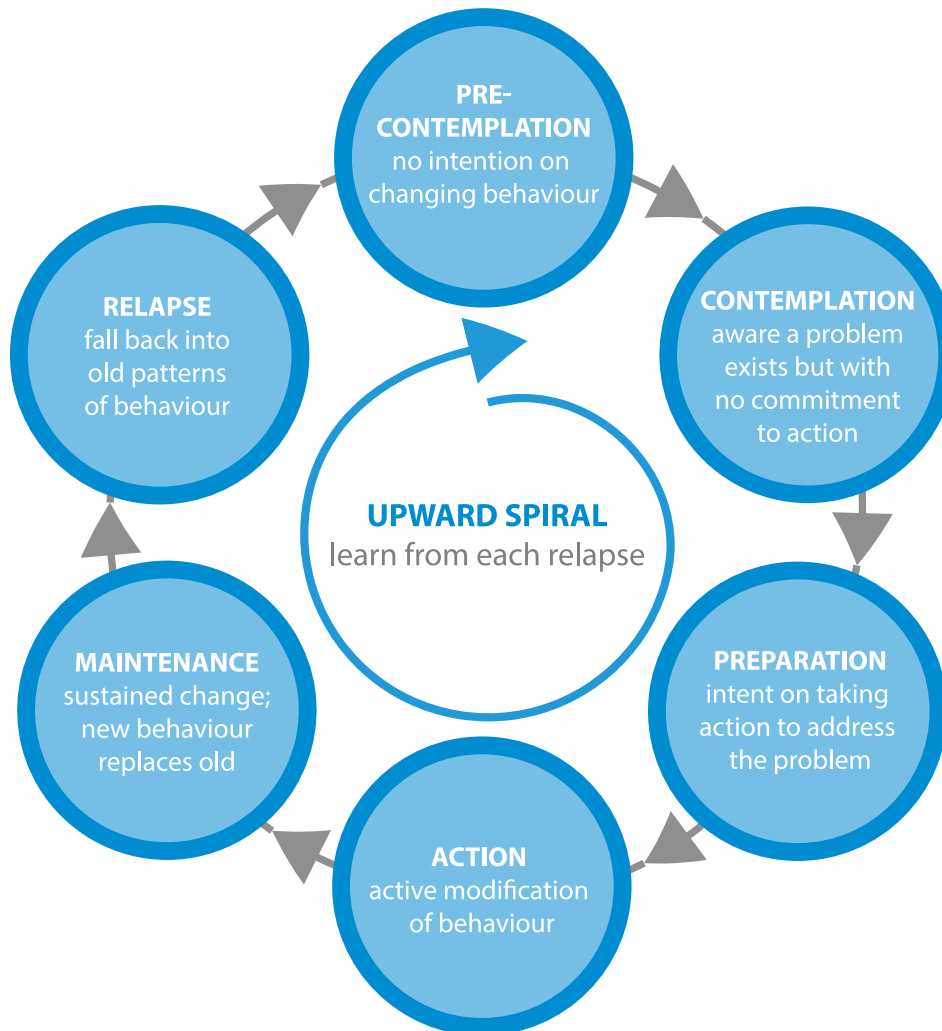 PRE-
CONTEMPLATION
no intention on
changing behaviour
CONTEMPLATION
aware a problem
exists but with
no commitment
to action
PREPARATION
intent on taking
action to address
the problem
ACTION
active modification
of behaviour
MAINTENANCE
sustained change;
new behaviour
replaces old
RELAPSE
fall back into
old patterns
of behaviour
UPWARD SPIRAL
learn from each relapse